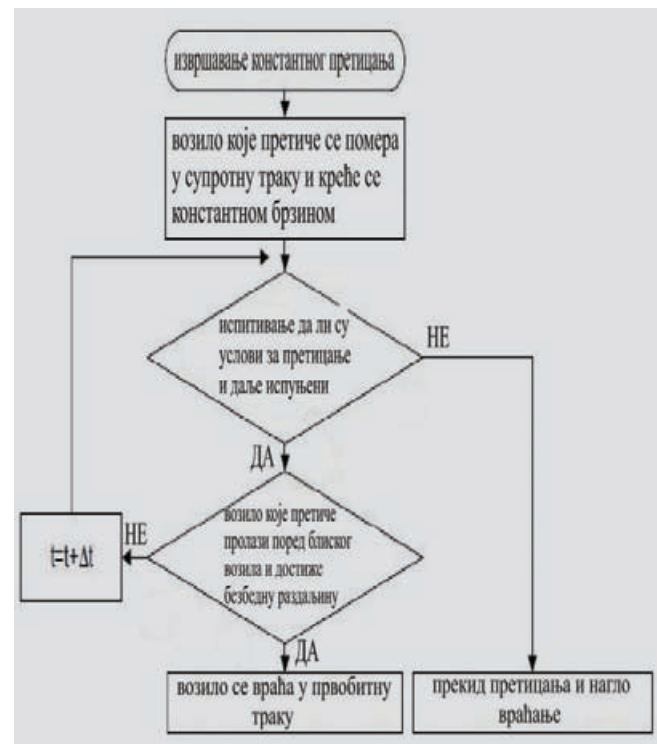 извршавање константног претицања
возило које претиче се помера
у супротну траку и креће се
константном брзином
испитивање да ли су
услови за претицање
и даље испуњени
НЕ
ДА
возило које претиче
пролази поред блиског
возила и достиже
безбедну раздаљину
НЕ
t=t+Δt
ДА
возило се враћа у првобитну
траку
прекид претицања и нагло
враћање